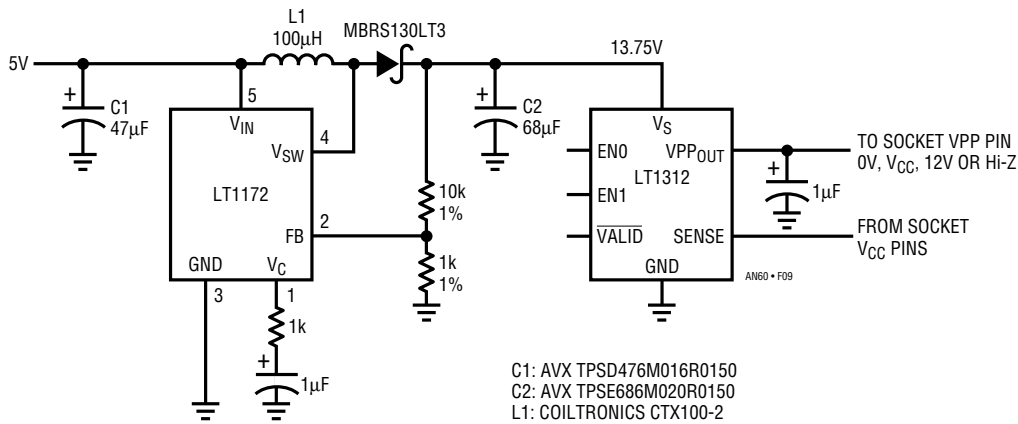 L1
100µH
MBRS130LT3
5V
13.75V
+
C1
47µF
5
VIN
4
VSW
LT1172
2
FB
GND
VC
3
1
1k
+
1µF
10k
1%
1k
1%
+
C2
68µF
VS
EN0
VPPOUT
LT1312
EN1
VALID
SENSE
GND
+
1µF
TO SOCKET VPP PIN
0V, VCC, 12V OR Hi-Z
FROM SOCKET
VCC PINS
AN60 • F09
C1: AVX TPSD476M016R0150
C2: AVX TPSE686M020R0150
L1: COILTRONICS CTX100-2